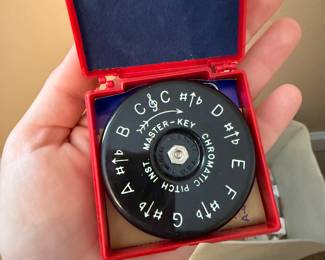 C 𝄞 C ♯↑♭ D ♯↑♭ E F ♯↑♭ G ♯↑♭ A ♯↑♭ B
MASTER-KEY CHROMATIC PITCH INST.